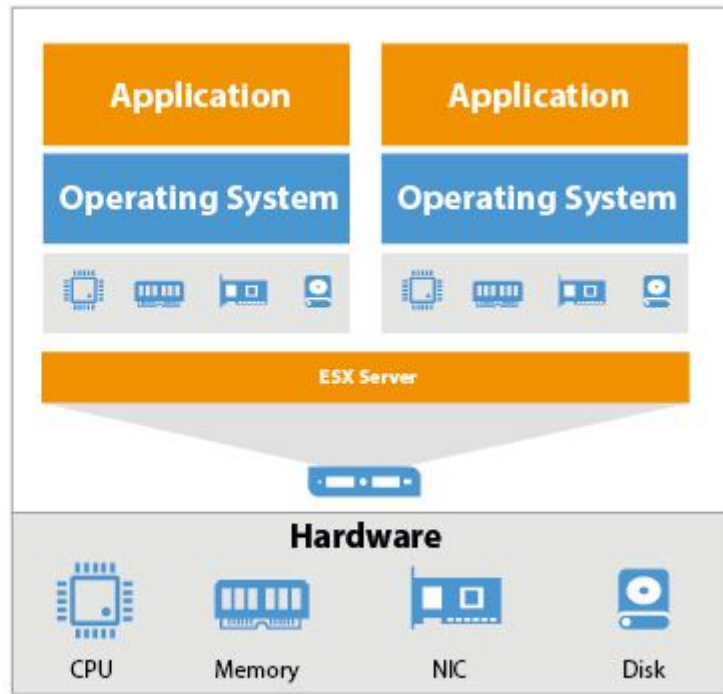 Application
Application
Operating System
Operating System
ESX Server
Hardware
CPU
Memory
NIC
Disk